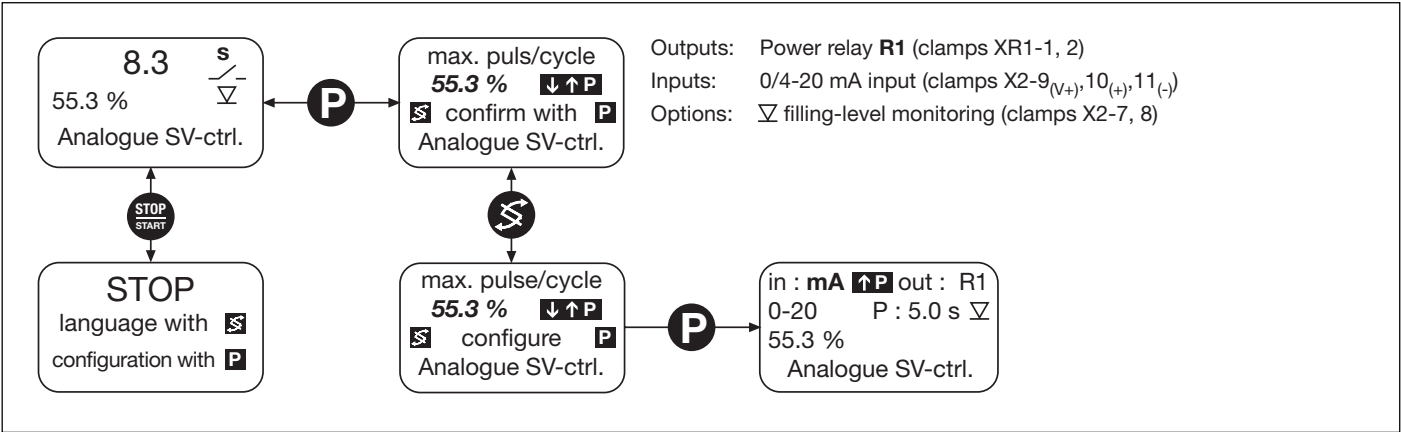 8.3 s
55.3 %
Analogue SV-ctrl.
P
max. puls/cycle
55.3 % ↓↑P
confirm with P
Analogue SV-ctrl.
Outputs: Power relay R1 (clamps XR1-1, 2)
Inputs: 0/4-20 mA input (clamps X2-9(V+),10(+),11(-))
Options: filling-level monitoring (clamps X2-7, 8)
STOP
START
STOP
language with
configuration with P
max. pulse/cycle
55.3 % ↓↑P
configure P
Analogue SV-ctrl.
P
in : mA ↑P out : R1
0-20 P : 5.0 s
55.3 %
Analogue SV-ctrl.